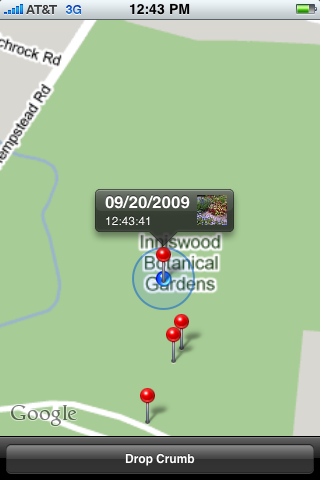 AT&T 3G 12:43 PM
chrock Rd
empstead Rd
09/20/2009
12:43:41
Inniswood
Botanical
Gardens
Google
Drop Crumb